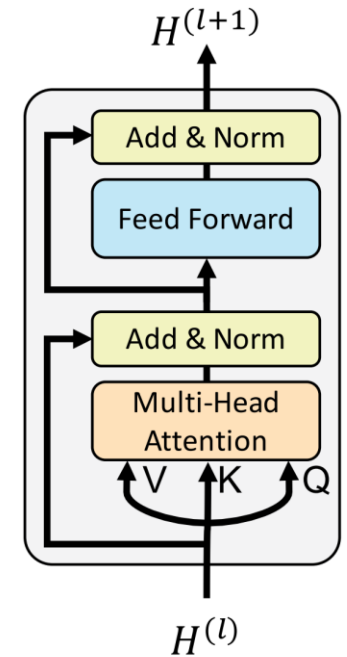 H^{(l+1)}
Add & Norm
Feed Forward
Add & Norm
Multi-Head
Attention
V K Q
H^{(l)}